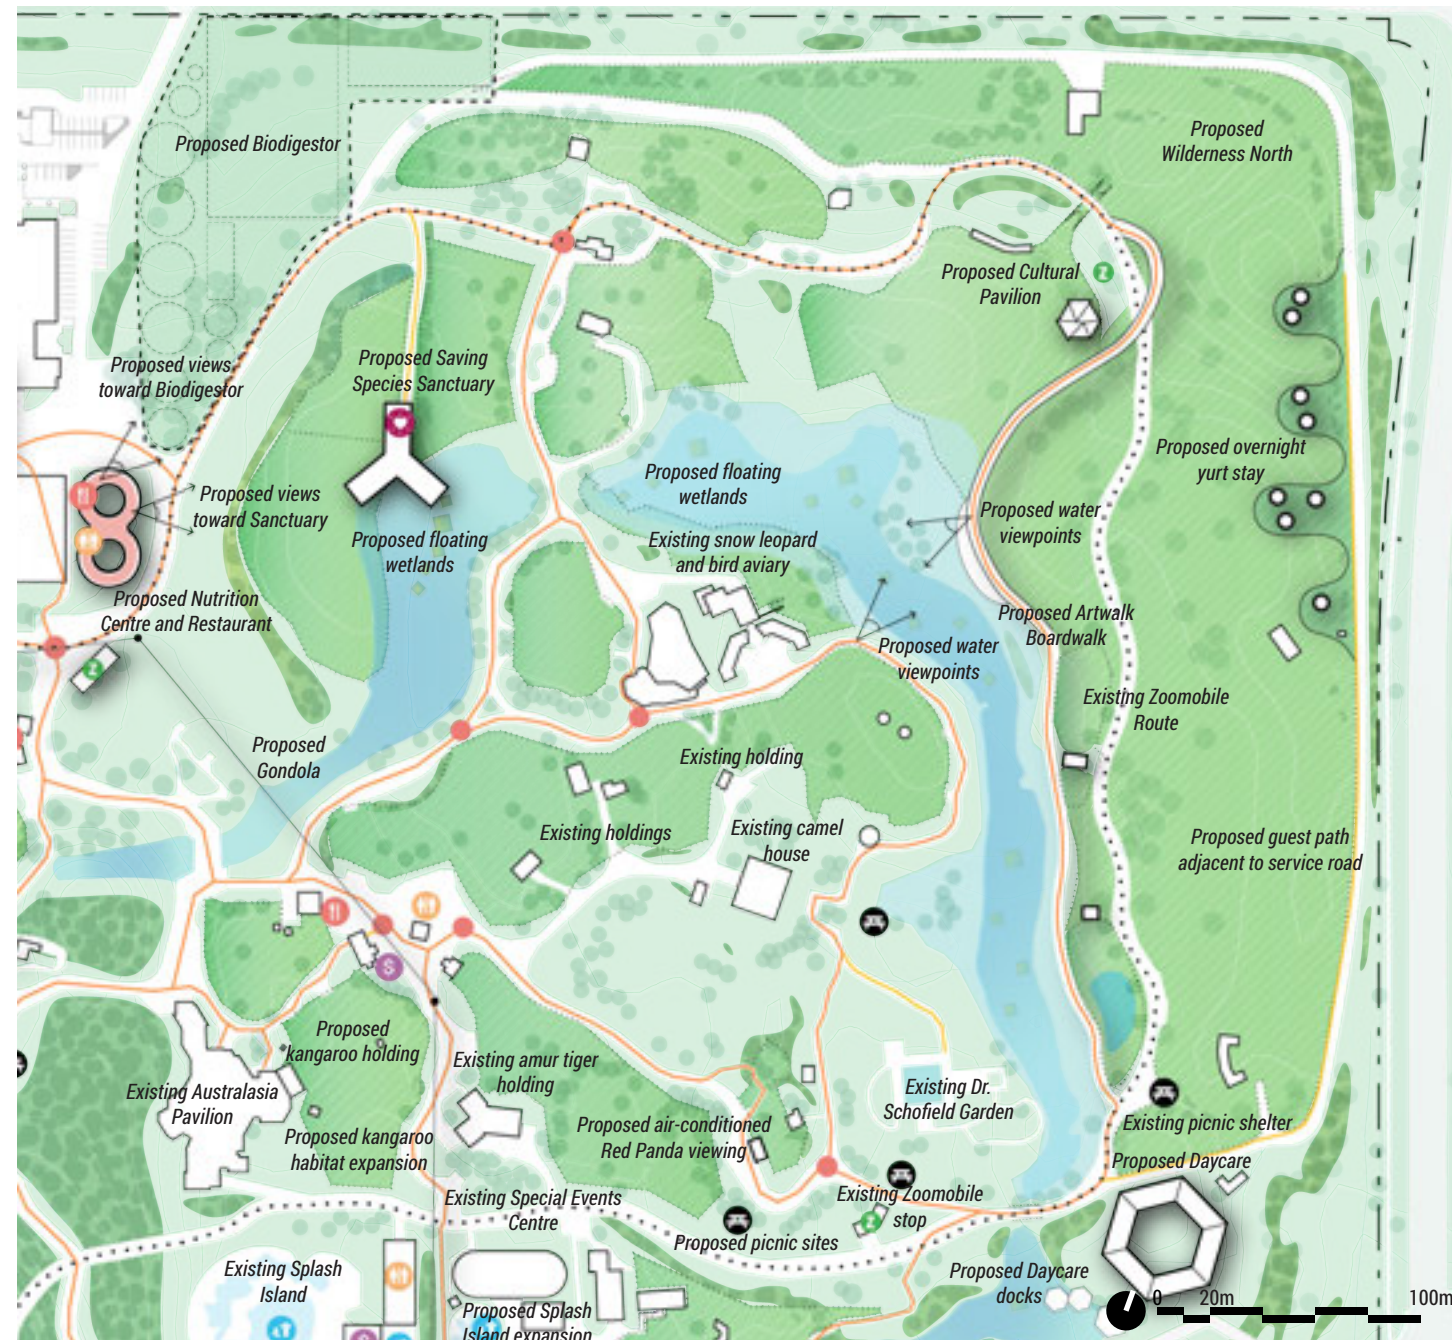 Proposed Biodigestor
Proposed
Wilderness North
Proposed Cultural
Pavilion
Z
Proposed views
toward Biodigestor
Proposed Saving
Species Sanctuary
Proposed overnight
yurt stay
Proposed floating
wetlands
Proposed views
toward Sanctuary
Proposed water
viewpoints
Proposed floating
wetlands
Existing snow leopard
and bird aviary
Proposed Nutrition
Centre and Restaurant
Proposed Artwalk
Boardwalk
Proposed water
viewpoints
Z
Existing Zoomobile
Route
Proposed
Gondola
Existing holding
Existing holdings
Existing camel
house
Proposed guest path
adjacent to service road
S
Proposed
kangaroo holding
Existing amur tiger
holding
Existing Australasia
Pavilion
Existing Dr.
Schofield Garden
Proposed kangaroo
habitat expansion
Proposed air-conditioned
Red Panda viewing
Existing picnic shelter
Proposed Daycare
Existing Special Events
Centre
Existing Zoomobile
stop
Z
Proposed picnic sites
Existing Splash
Island
Proposed Daycare
docks
Proposed Splash
Island expansion
0 20m 100m